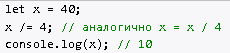 let x = 40;
x /= 4; // аналогично x = x / 4
console.log(x); // 10